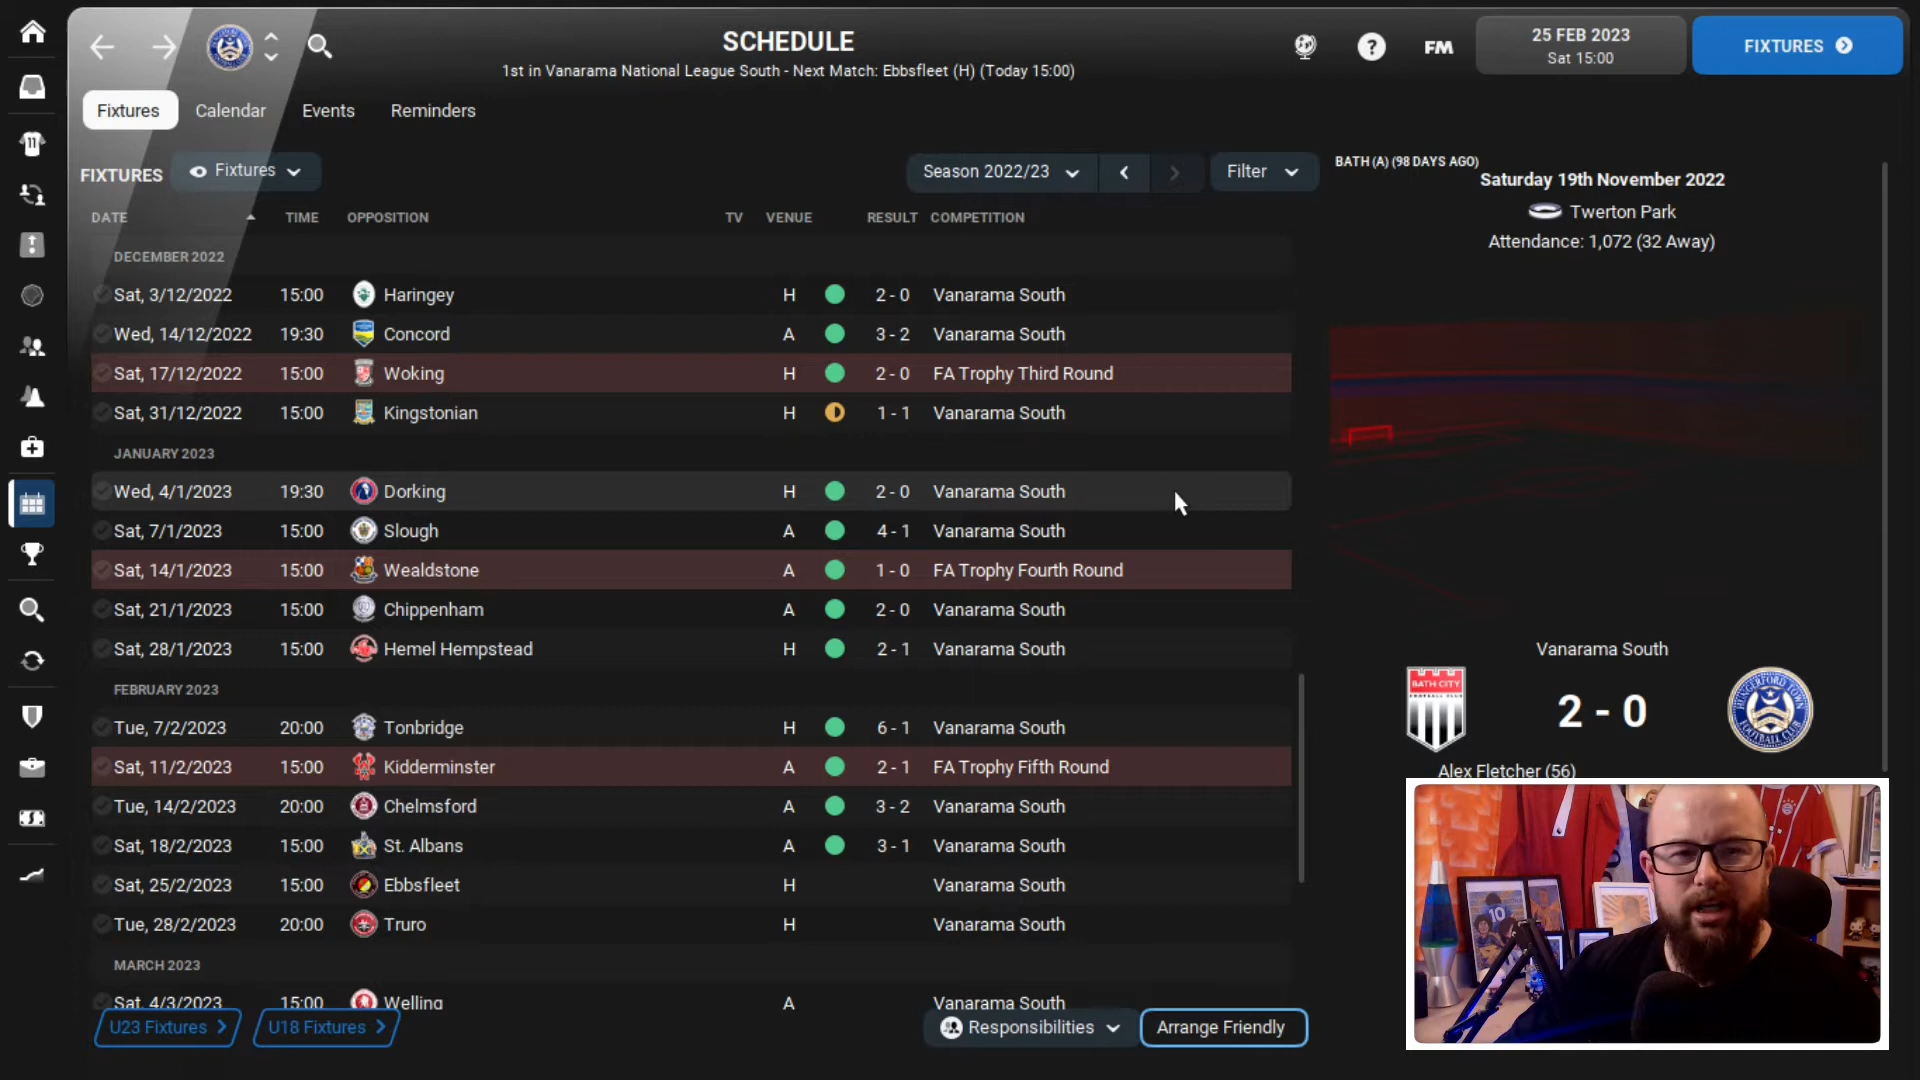 SCHEDULE
1st in Vanarama National League South - Next Match: Ebbsfleet (H) (Today 15:00)
FM
25 FEB 2023
Sat 15:00
FIXTURES
Fixtures Calendar Events Reminders
FIXTURES Fixtures Season 2022/23 Filter
DATE TIME OPPOSITION TV VENUE RESULT COMPETITION
DECEMBER 2022
Sat, 3/12/2022 15:00 Haringey H 2 - 0 Vanarama South
Wed, 14/12/2022 19:30 Concord A 3 - 2 Vanarama South
Sat, 17/12/2022 15:00 Woking H 2 - 0 FA Trophy Third Round
Sat, 31/12/2022 15:00 Kingstonian H 1 - 1 Vanarama South
JANUARY 2023
Wed, 4/1/2023 19:30 Dorking H 2 - 0 Vanarama South
Sat, 7/1/2023 15:00 Slough A 4 - 1 Vanarama South
Sat, 14/1/2023 15:00 Wealdstone A 1 - 0 FA Trophy Fourth Round
Sat, 21/1/2023 15:00 Chippenham A 2 - 0 Vanarama South
Sat, 28/1/2023 15:00 Hemel Hempstead H 2 - 1 Vanarama South
FEBRUARY 2023
Tue, 7/2/2023 20:00 Tonbridge H 6 - 1 Vanarama South
Sat, 11/2/2023 15:00 Kidderminster A 2 - 1 FA Trophy Fifth Round
Tue, 14/2/2023 20:00 Chelmsford A 3 - 2 Vanarama South
Sat, 18/2/2023 15:00 St. Albans A 3 - 1 Vanarama South
Sat, 25/2/2023 15:00 Ebbsfleet H Vanarama South
Tue, 28/2/2023 20:00 Truro H Vanarama South
MARCH 2023
Sat, 4/3/2023 15:00 Welling A Vanarama South
U23 Fixtures U18 Fixtures Responsibilities Arrange Friendly
BATH (A) (98 DAYS AGO)
Saturday 19th November 2022
Twerton Park
Attendance: 1,072 (32 Away)
Vanarama South
BATH CITY
2 - 0
HUNGERFORD TOWN
FOOTBALL CLUB
Alex Fletcher (56)
10
11